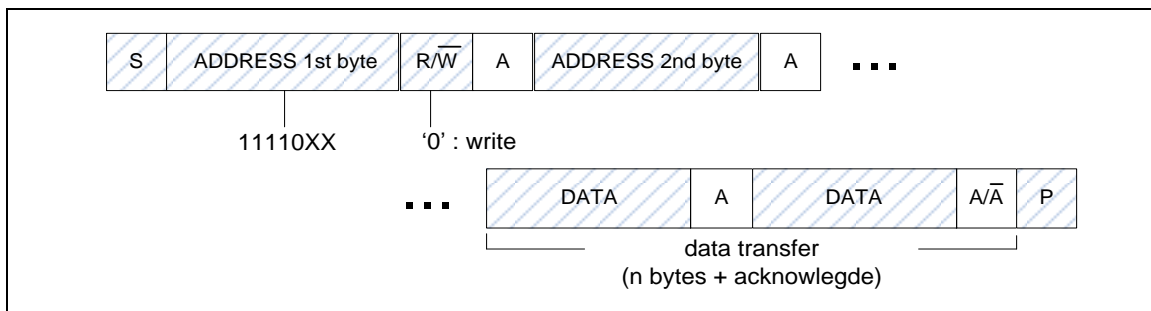 S ADDRESS 1st byte R/W̅ A ADDRESS 2nd byte A ...
11110XX ‘0’ : write
... DATA A DATA A/A̅ P
data transfer
(n bytes + acknowlegde)